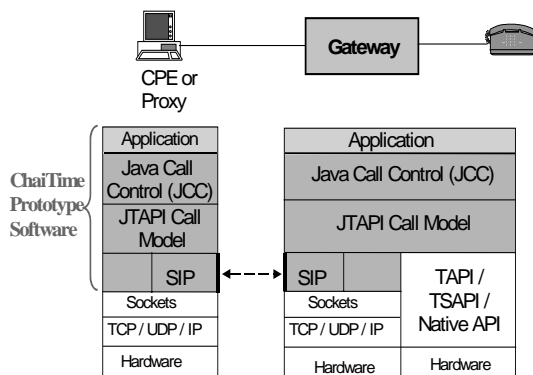 Gateway
CPE or
Proxy
ChaiTime
Prototype
Software
Application
Java Call
Control (JCC)
JTAPI Call
Model
SIP
Sockets
TCP / UDP / IP
Hardware
Application
Java Call Control (JCC)
JTAPI Call Model
SIP
Sockets
TCP / UDP / IP
Hardware
TAPI /
TSAPI /
Native API
Hardware